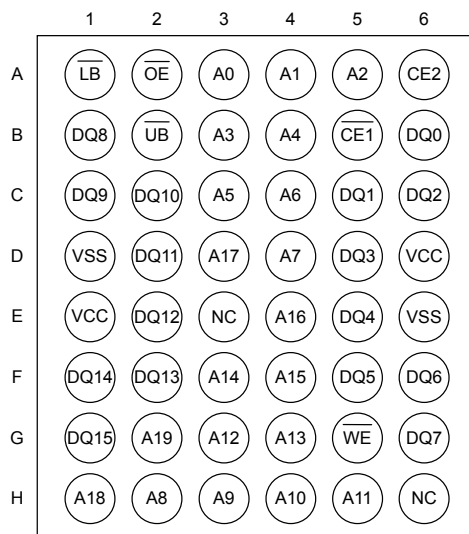 1 2 3 4 5 6
A LB OE A0 A1 A2 CE2
B DQ8 UB A3 A4 CE1 DQ0
C DQ9 DQ10 A5 A6 DQ1 DQ2
D VSS DQ11 A17 A7 DQ3 VCC
E VCC DQ12 NC A16 DQ4 VSS
F DQ14 DQ13 A14 A15 DQ5 DQ6
G DQ15 A19 A12 A13 WE DQ7
H A18 A8 A9 A10 A11 NC